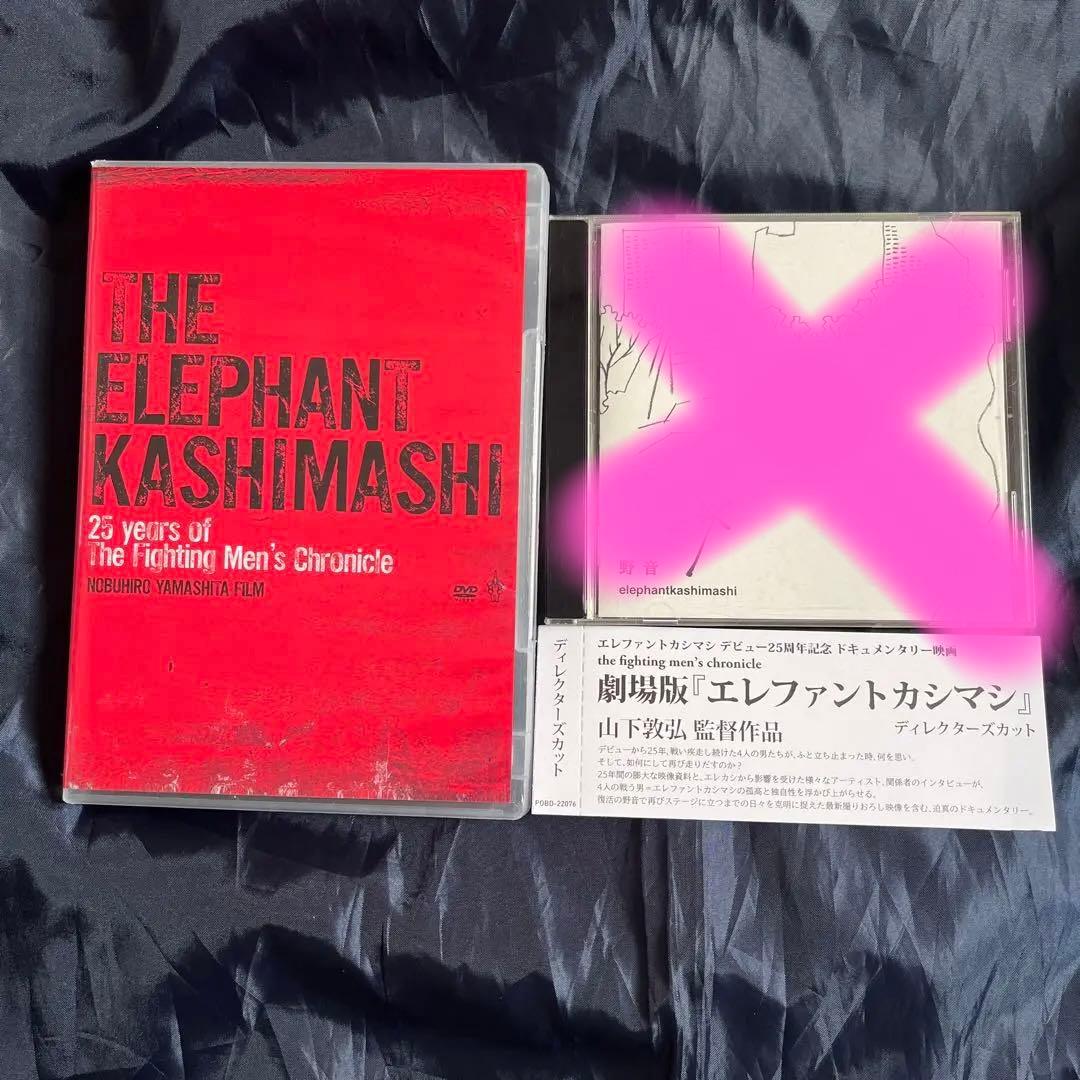 THE
ELEPHANT
KASHIMASHI
25 years of
The Fighting Men's Chronicle
NOBUHIRO YAMASHITA FILM
DVD
VIDEO
野音
elephantkashimashi
ディレクターズカット
エレファントカシマシ デビュー25周年記念 ドキュメンタリー映画
the fighting men's chronicle
劇場版『エレファントカシマシ』
山下敦弘 監督作品
ディレクターズカット
デビューから25年、戦い疾走し続けた4人の男たちが、ふと立ち止まった時、何を思い。
そして、如何にして再び走りだすのか?
25年間の膨大な映像資料と、エレカシから影響を受けた様々なアーティスト、関係者のインタビューが、
4人の戦う男=エレファントカシマシの孤高と独自性を浮かび上がらせる。
復活の野音で再びステージに立つまでの日々を克明に捉えた最新撮りおろし映像を含む、迫真のドキュメンタリー。
POBD-22076